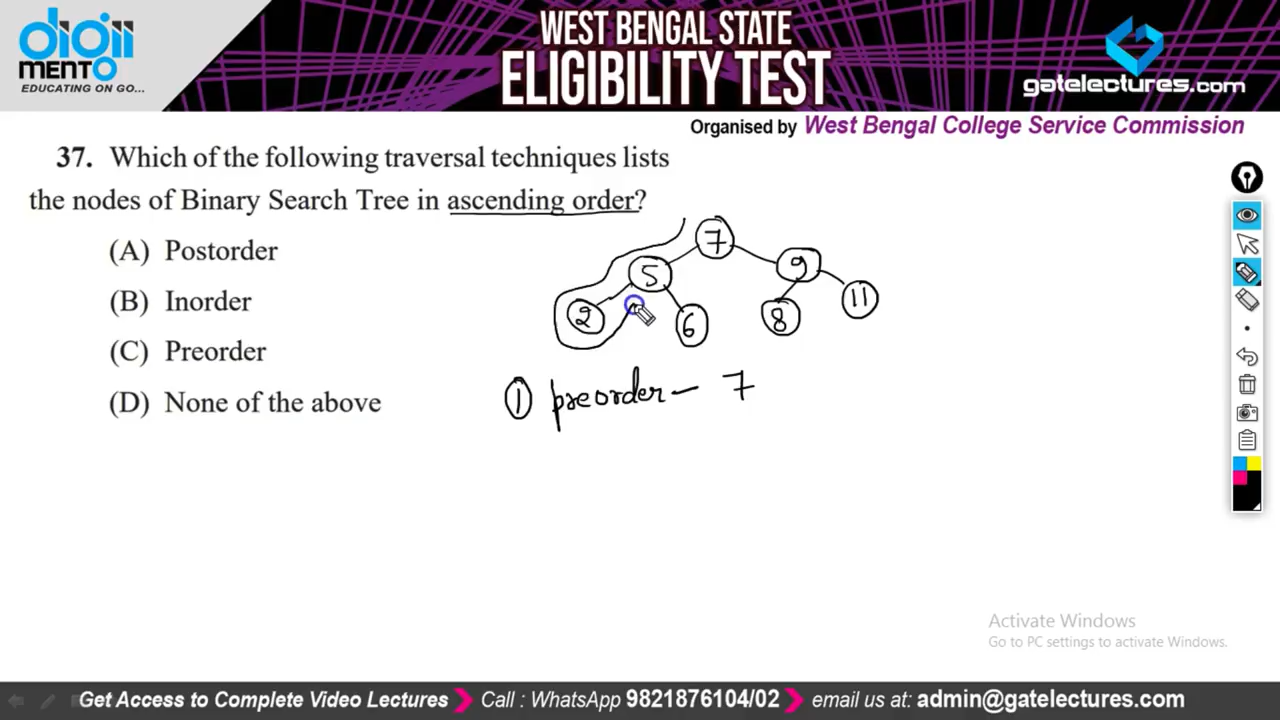 digii
MENTO
EDUCATING ON GO...
WEST BENGAL STATE
ELIGIBILITY TEST
gatelectures.com
Organised by West Bengal College Service Commission
37. Which of the following traversal techniques lists
the nodes of Binary Search Tree in ascending order?
(A) Postorder
(B) Inorder
(C) Preorder
(D) None of the above
7
5 9
2 6 8 11
① preorder – 7
Activate Windows
Go to PC settings to activate Windows.
Get Access to Complete Video Lectures Call : WhatsApp 9821876104/02 email us at: admin@gatelectures.com